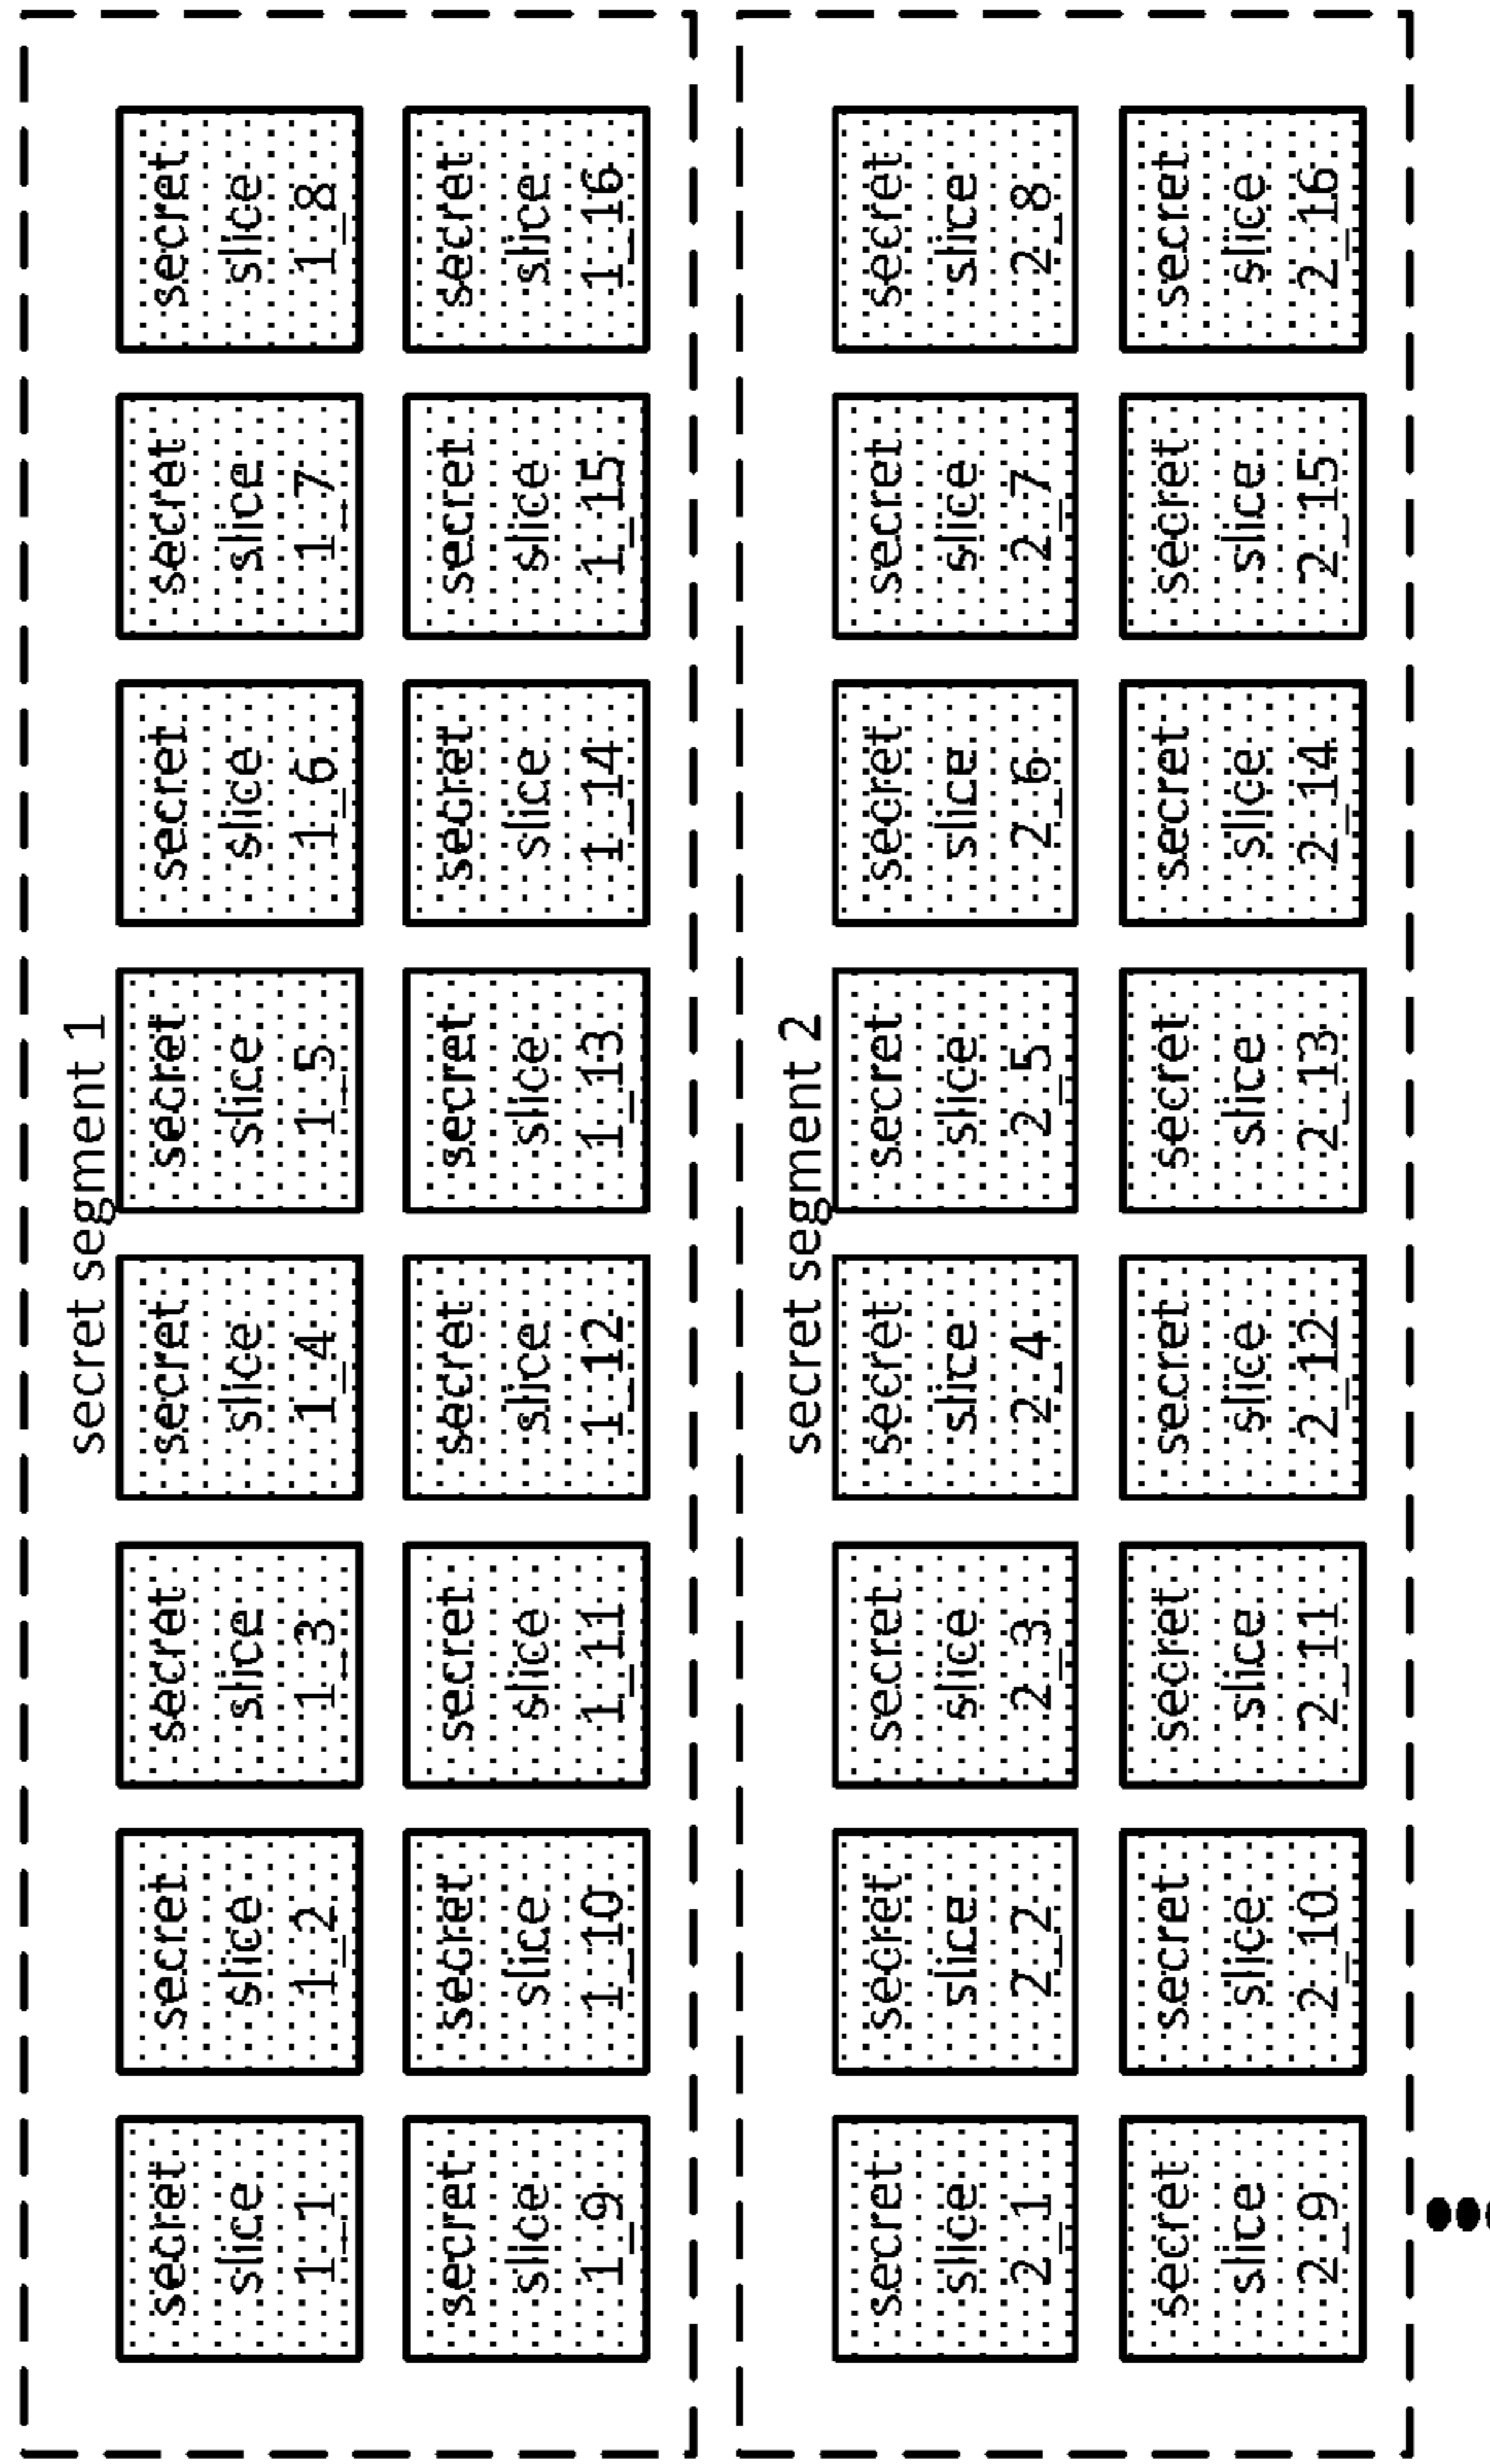 secret segment 1
secret
slice
1_1
secret
slice
1_2
secret
slice
1_3
secret
slice
1_4
secret
slice
1_5
secret
slice
1_6
secret
slice
1_7
secret
slice
1_8
secret
slice
1_9
secret
slice
1_10
secret
slice
1_11
secret
slice
1_12
secret
slice
1_13
secret
slice
1_14
secret
slice
1_15
secret
slice
1_16
secret segment 2
secret
slice
2_1
secret
slice
2_2
secret
slice
2_3
secret
slice
2_4
secret
slice
2_5
secret
slice
2_6
secret
slice
2_7
secret
slice
2_8
secret
slice
2_9
secret
slice
2_10
secret
slice
2_11
secret
slice
2_12
secret
slice
2_13
secret
slice
2_14
secret
slice
2_15
secret
slice
2_16